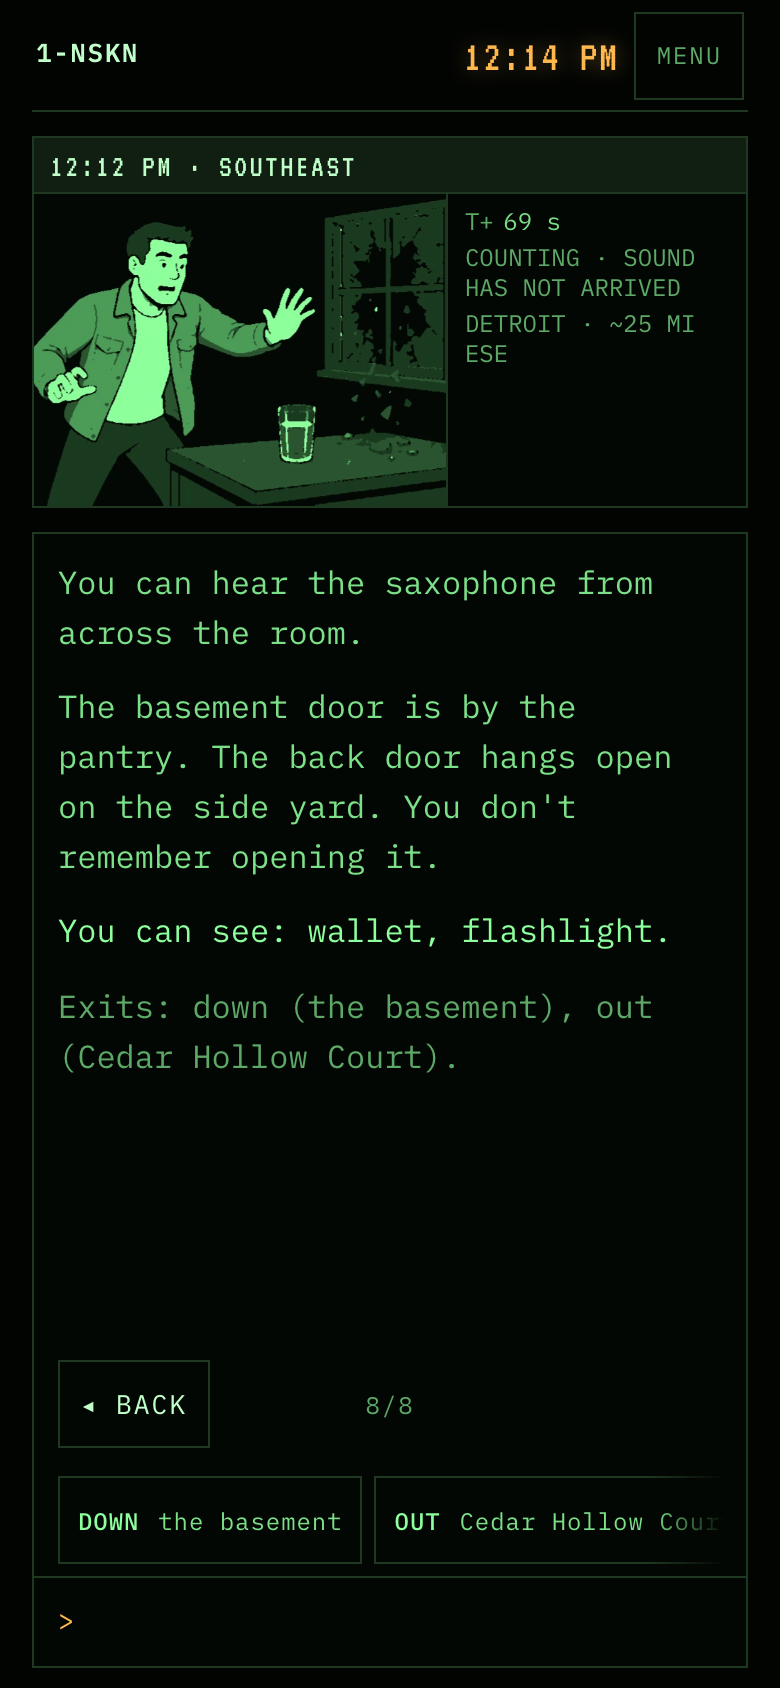 1-NSKN
12:14 PM
MENU
12:12 PM · SOUTHEAST
T+ 69 s
COUNTING · SOUND
HAS NOT ARRIVED
DETROIT · ~25 MI
ESE
You can hear the saxophone from
across the room.
The basement door is by the
pantry. The back door hangs open
on the side yard. You don't
remember opening it.
You can see: wallet, flashlight.
Exits: down (the basement), out
(Cedar Hollow Court).
◂ BACK
8/8
DOWN the basement
OUT Cedar Hollow Cour
>